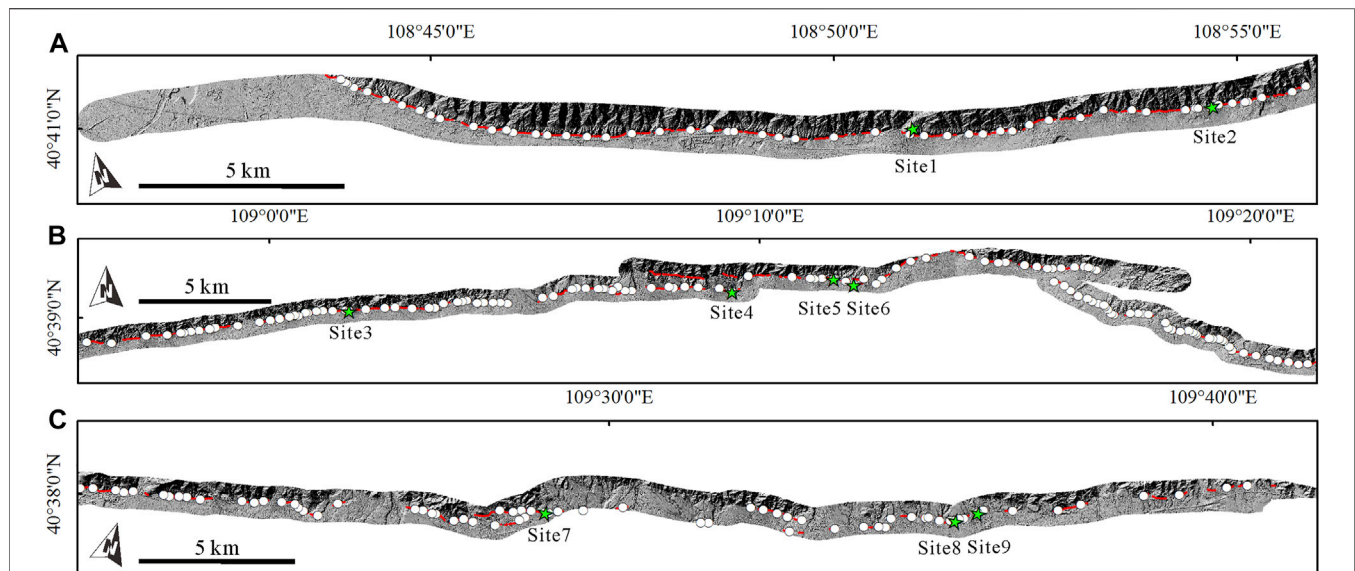 A
108°45'0"E 108°50'0"E 108°55'0"E
40°41'0"N
Site1 Site2
N
5 km
109°0'0"E 109°10'0"E 109°20'0"E
B
40°39'0"N
N
5 km
Site3 Site4 Site5 Site6
109°30'0"E 109°40'0"E
C
40°38'0"N
N
5 km
Site7 Site8 Site9